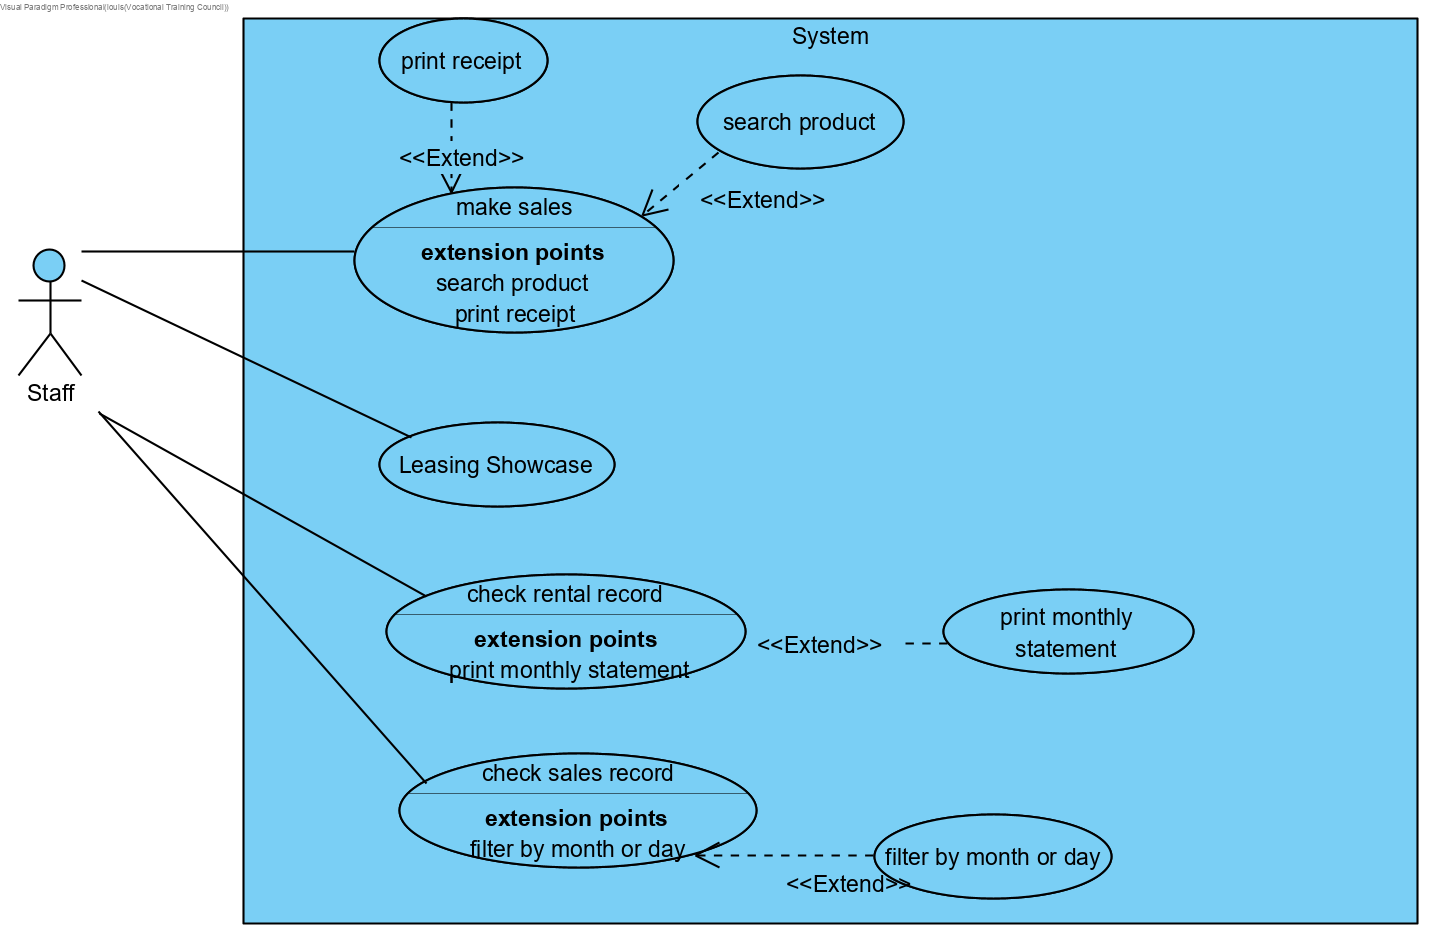 Visual Paradigm Professional(louis(Vocational Training Council))
System
print receipt
search product
<<Extend>>
<<Extend>>
make sales
extension points
search product
print receipt
Staff
Leasing Showcase
check rental record
extension points
print monthly statement
<<Extend>>
print monthly
statement
check sales record
extension points
filter by month or day
<<Extend>>
filter by month or day